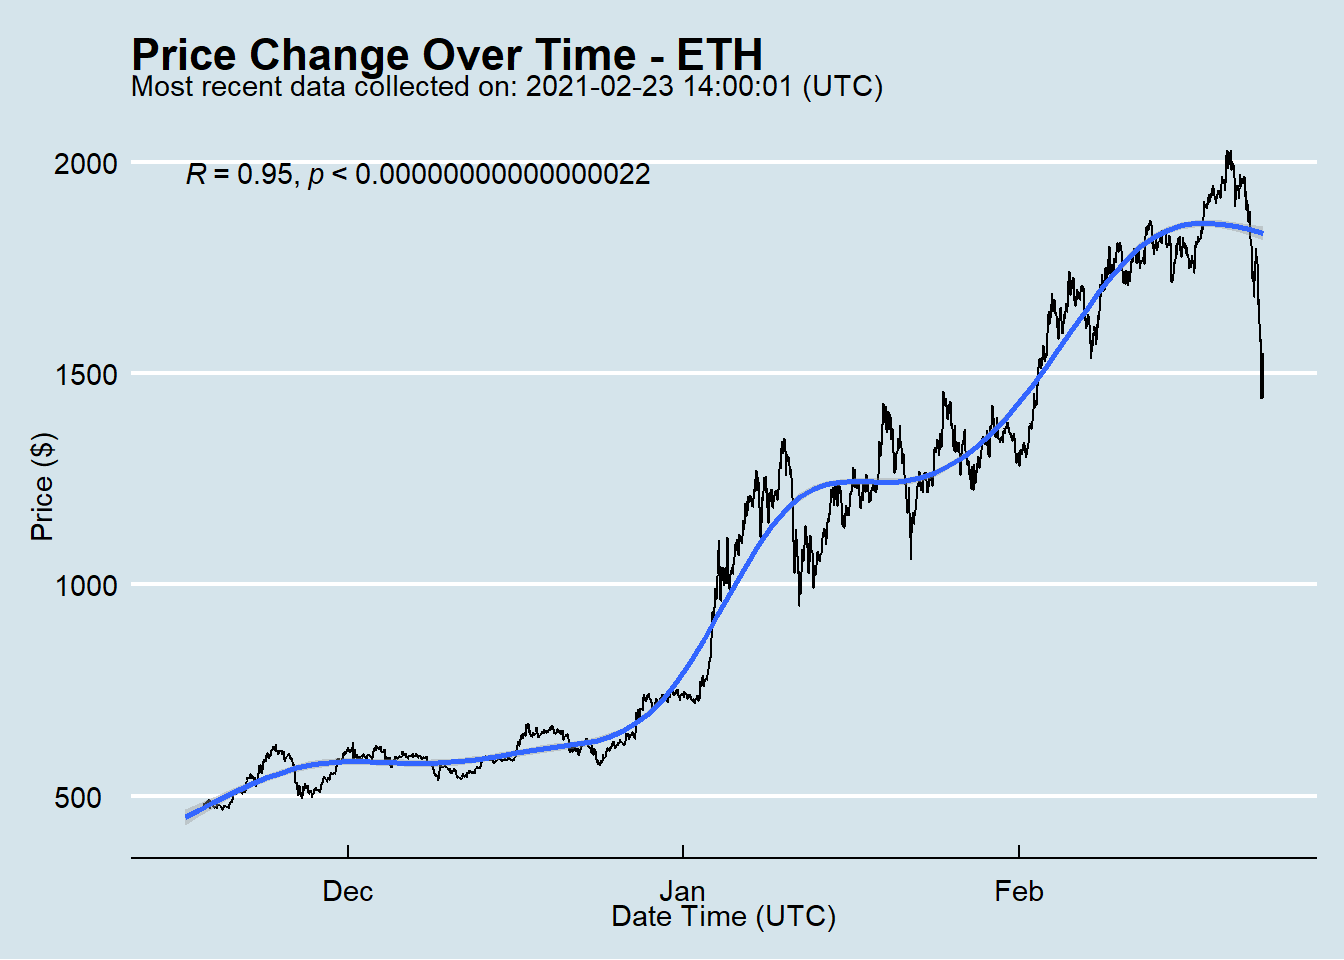 Price Change Over Time - ETH
Most recent data collected on: 2021-02-23 14:00:01 (UTC)
R = 0.95, p < 0.00000000000000022
2000
1500
1000
500
Price ($)
Dec Jan Feb
Date Time (UTC)